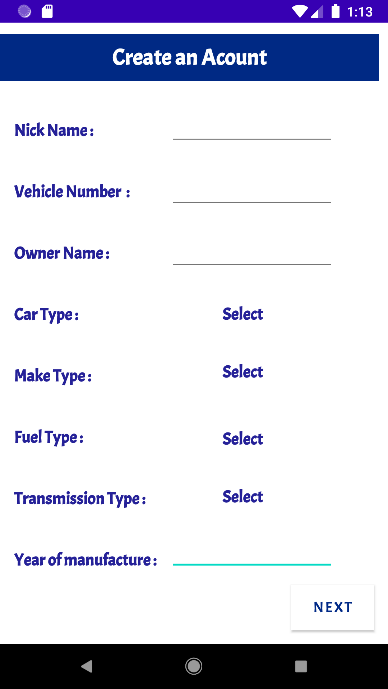 1:13
Create an Acount
Nick Name :
Vehicle Number :
Owner Name :
Car Type : Select
Make Type : Select
Fuel Type : Select
Transmission Type : Select
Year of manufacture :
NEXT